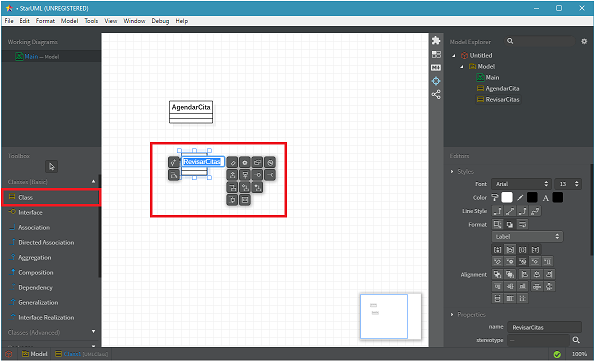 - StarUML (UNREGISTERED)
File Edit Format Model Tools View Window Debug Help
Working Diagrams
Main — Model
Toolbox
Classes (Basic)
Class
Interface
Association
Directed Association
Aggregation
Composition
Dependency
Generalization
Interface Realization
Classes (Advanced)
AgendarCita
RevisarCitas
Model Explorer
Untitled
Model
Main
AgendarCita
RevisarCitas
Editors
Styles
Font Arial 13
Color A
Line Style
Format
Label
Alignment
Properties
name RevisarCitas
stereotype —
Model
Class1 [UMLClass]
100%